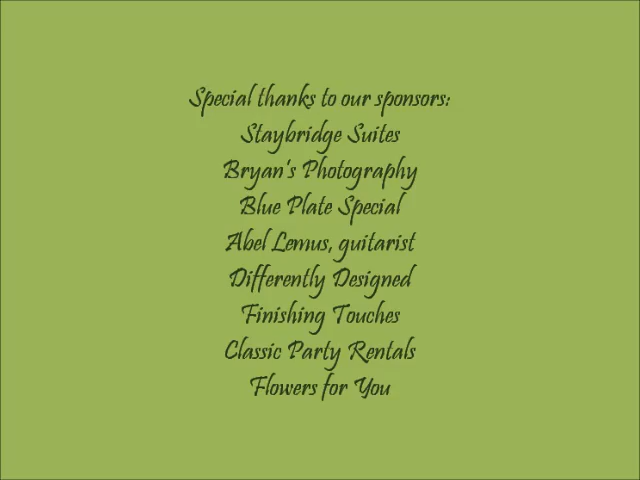 Special thanks to our sponsors:
Staybridge Suites
Bryan's Photography
Blue Plate Special
Abel Lemus, guitarist
Differently Designed
Finishing Touches
Classic Party Rentals
Flowers for You